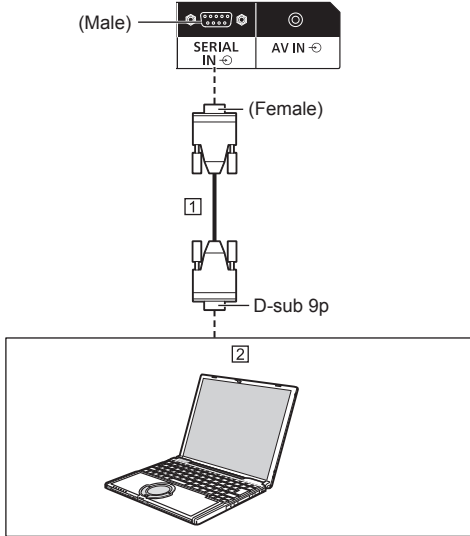 (Male)
SERIAL
IN
AV IN
(Female)
1
D-sub 9p
2